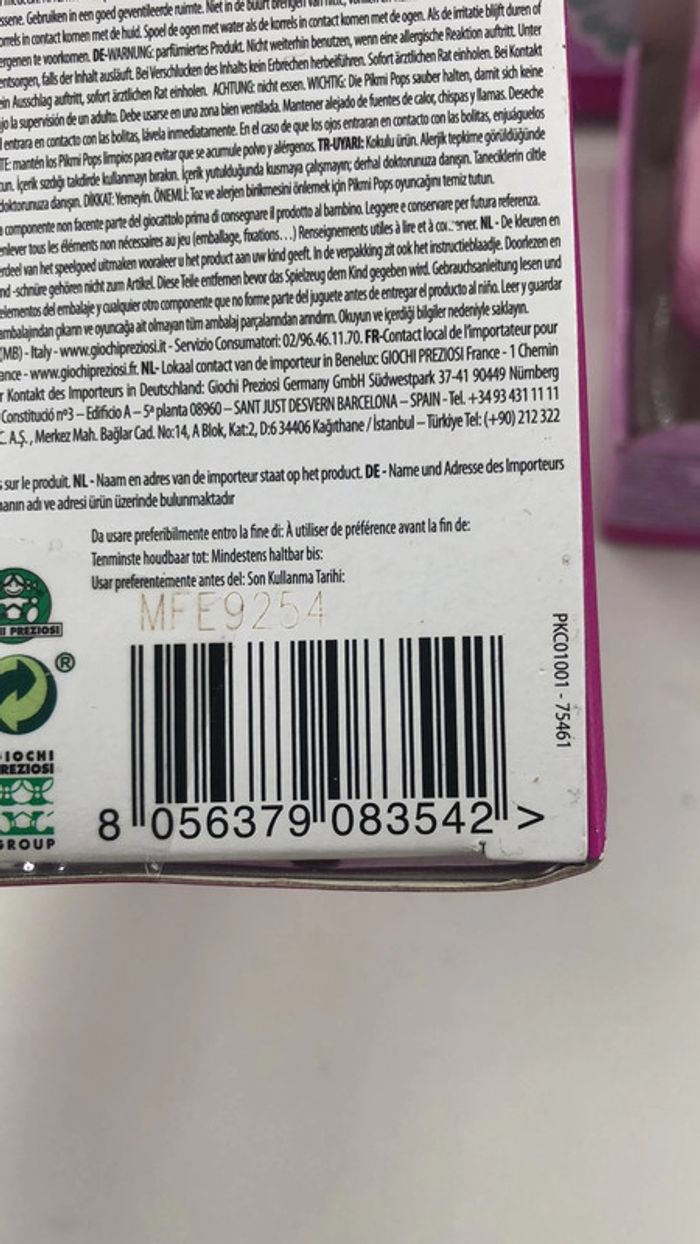 ssene. Gebruiken in een goed geventileerde ruimte. Niet in de buurt brengen van
orrels in contact komen met de huid. Spoel de ogen met water als de korrels in contact komen met de ogen. Als de irritatie blijft duren of
ergenen te voorkomen. DE-WARNUNG: parfümiertes Produkt. Nicht weiterhin benutzen, wenn eine allergische Reaktion auftritt. Unter
entsorgen, falls der Inhalt ausläuft. Bei Verschlucken des Inhalts kein Erbrechen herbeiführen. Sofort ärztlichen Rat einholen. Bei Kontakt
ein Ausschlag auftritt, sofort ärztlichen Rat einholen. ACHTUNG: nicht essen. WICHTIG: Die Pikmi Pops sauber halten, damit sich keine
jo la supervisión de un adulto. Debe usarse en una zona bien ventilada. Mantener alejado de fuentes de calor, chispas y llamas. Deseche
l entrara en contacto con las bolitas, lávela inmediatamente. En el caso de que los ojos entraran en contacto con las bolitas, enjuáguelos
TE: mantén los Pikmi Pops limpios para evitar que se acumule polvo y alérgenos. TR-UYARI: Kokulu ürün. Alerjik tepkime görüldüğünde
un. İçerik sızdığı takdirde kullanmayı bırakın. İçerik yutulduğunda kusmaya çalışmayın; derhal doktorunuza danışın. Taneciklerin ciltle
doktorunuza danışın. DİKKAT: Yemeyin. ÖNEMLİ: Toz ve alerjen birikmesini önlemek için Pikmi Pops oyuncağını temiz tutun.
a componente non facente parte del giocattolo prima di consegnare il prodotto al bambino. Leggere e conservare per futura referenza.
enlever tous les éléments non nécessaires au jeu (emballage, fixations…) Renseignements utiles à lire et à conserver. NL - De kleuren en
erdeel van het speelgoed uitmaken vooraleer u het product aan uw kind geeft. In de verpakking zit ook het instructieblaadje. Doorlezen en
nd -schnüre gehören nicht zum Artikel. Diese Teile entfernen bevor das Spielzeug dem Kind gegeben wird. Gebrauchsanleitung lesen und
elementos del embalaje y cualquier otro componente que no forme parte del juguete antes de entregar el producto al niño. Leer y guardar
ambalajından çıkarın ve oyuncağa ait olmayan tüm ambalaj parçalarından arındırın. Okuyun ve içerdiği bilgiler nedeniyle saklayın.
(MB) - Italy - www.giochipreziosi.it - Servizio Consumatori: 02/96.46.11.70. FR-Contact local de l'importateur pour
ance - www.giochipreziosi.fr. NL- Lokaal contact van de importeur in Benelux: GIOCHI PREZIOSI France - 1 Chemin
r Kontakt des Importeurs in Deutschland: Giochi Preziosi Germany GmbH Südwestpark 37-41 90449 Nürnberg
Constitució nº3 – Edificio A – 5ª planta 08960 – SANT JUST DESVERN BARCELONA – SPAIN - Tel. +34 93 431 11 11
C. A.Ş. , Merkez Mah. Bağlar Cad. No:14, A Blok, Kat:2, D:6 34406 Kağıthane / İstanbul – Türkiye Tel: (+90) 212 322
s sur le produit. NL - Naam en adres van de importeur staat op het product. DE - Name und Adresse des Importeurs
nanın adı ve adresi ürün üzerinde bulunmaktadır
Da usare preferibilmente entro la fine di: À utiliser de préférence avant la fin de:
Tenminste houdbaar tot: Mindestens haltbar bis:
Usar preferentemente antes del: Son Kullanma Tarihi:
MFE9254
I PREZIOSI
®
GIOCHI
PREZIOSI
GROUP
PKC01001 - 75461
8 056379 083542 >